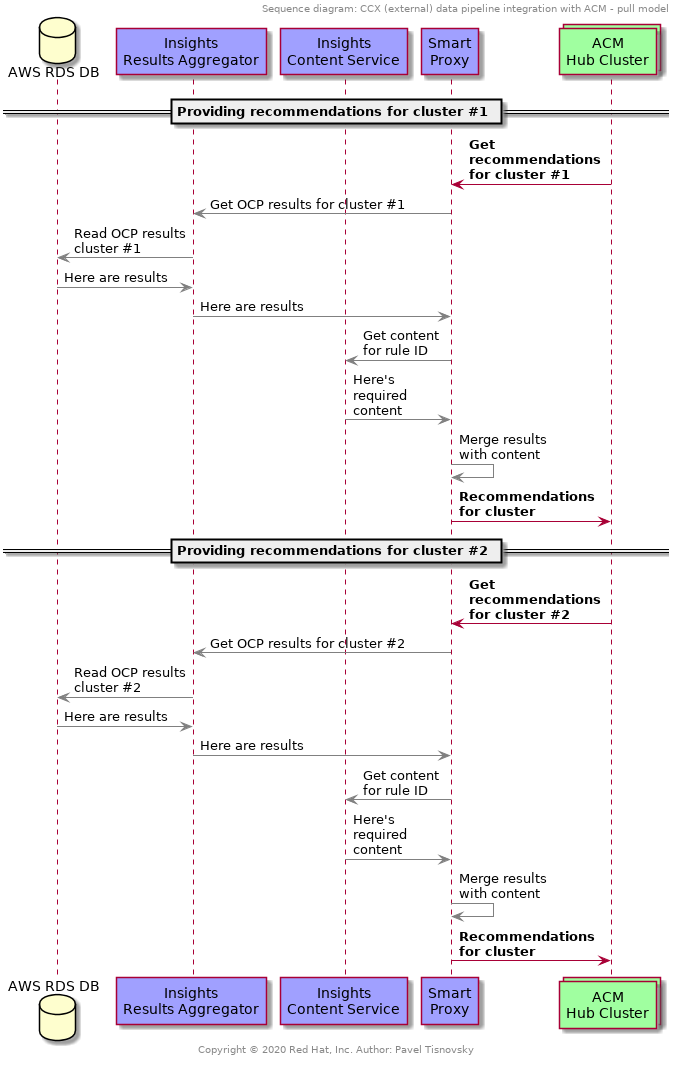 Sequence diagram: CCX (external) data pipeline integration with ACM - pull model
AWS RDS DB
Insights
Results Aggregator
Insights
Content Service
Smart
Proxy
ACM
Hub Cluster
Providing recommendations for cluster #1
Get
recommendations
for cluster #1
Get OCP results for cluster #1
Read OCP results
cluster #1
Here are results
Here are results
Get content
for rule ID
Here's
required
content
Merge results
with content
Recommendations
for cluster
Providing recommendations for cluster #2
Get
recommendations
for cluster #2
Get OCP results for cluster #2
Read OCP results
cluster #2
Here are results
Here are results
Get content
for rule ID
Here's
required
content
Merge results
with content
Recommendations
for cluster
AWS RDS DB
Insights
Results Aggregator
Insights
Content Service
Smart
Proxy
ACM
Hub Cluster
Copyright © 2020 Red Hat, Inc. Author: Pavel Tisnovsky